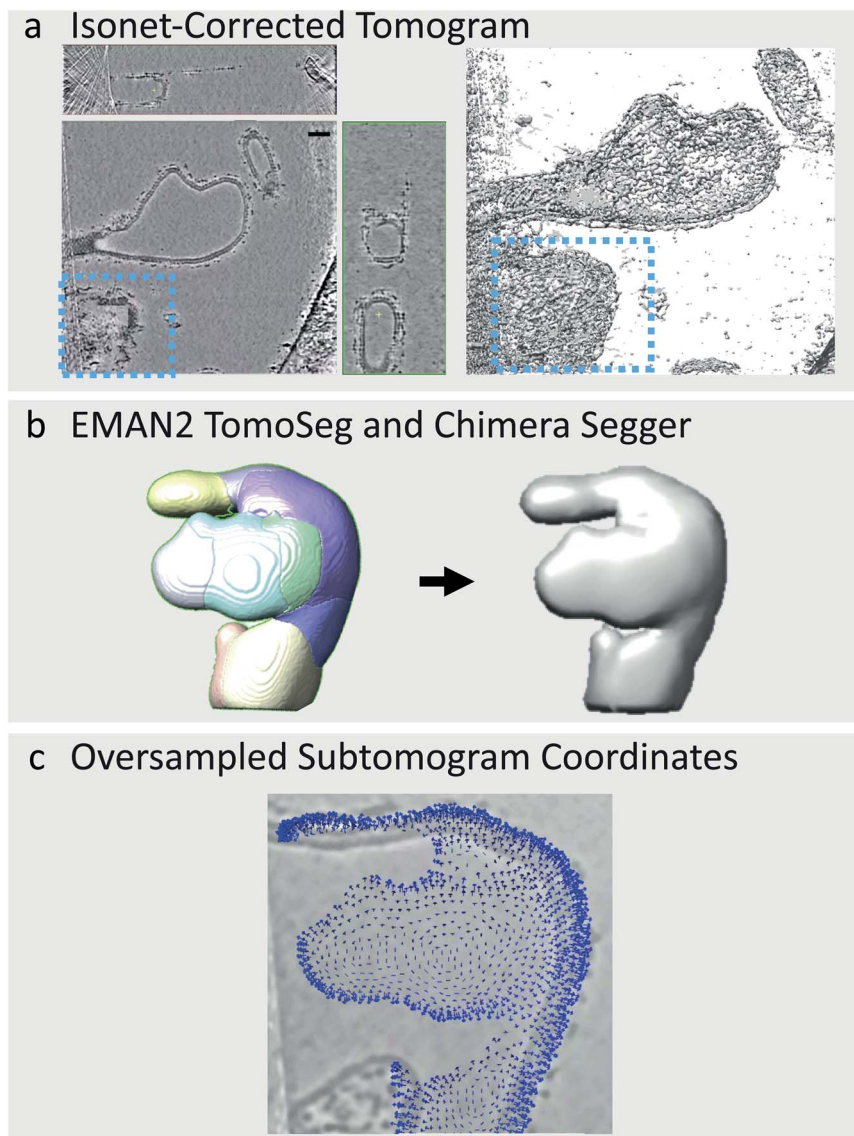 a Isonet-Corrected Tomogram
b EMAN2 TomoSeg and Chimera Segger
c Oversampled Subtomogram Coordinates